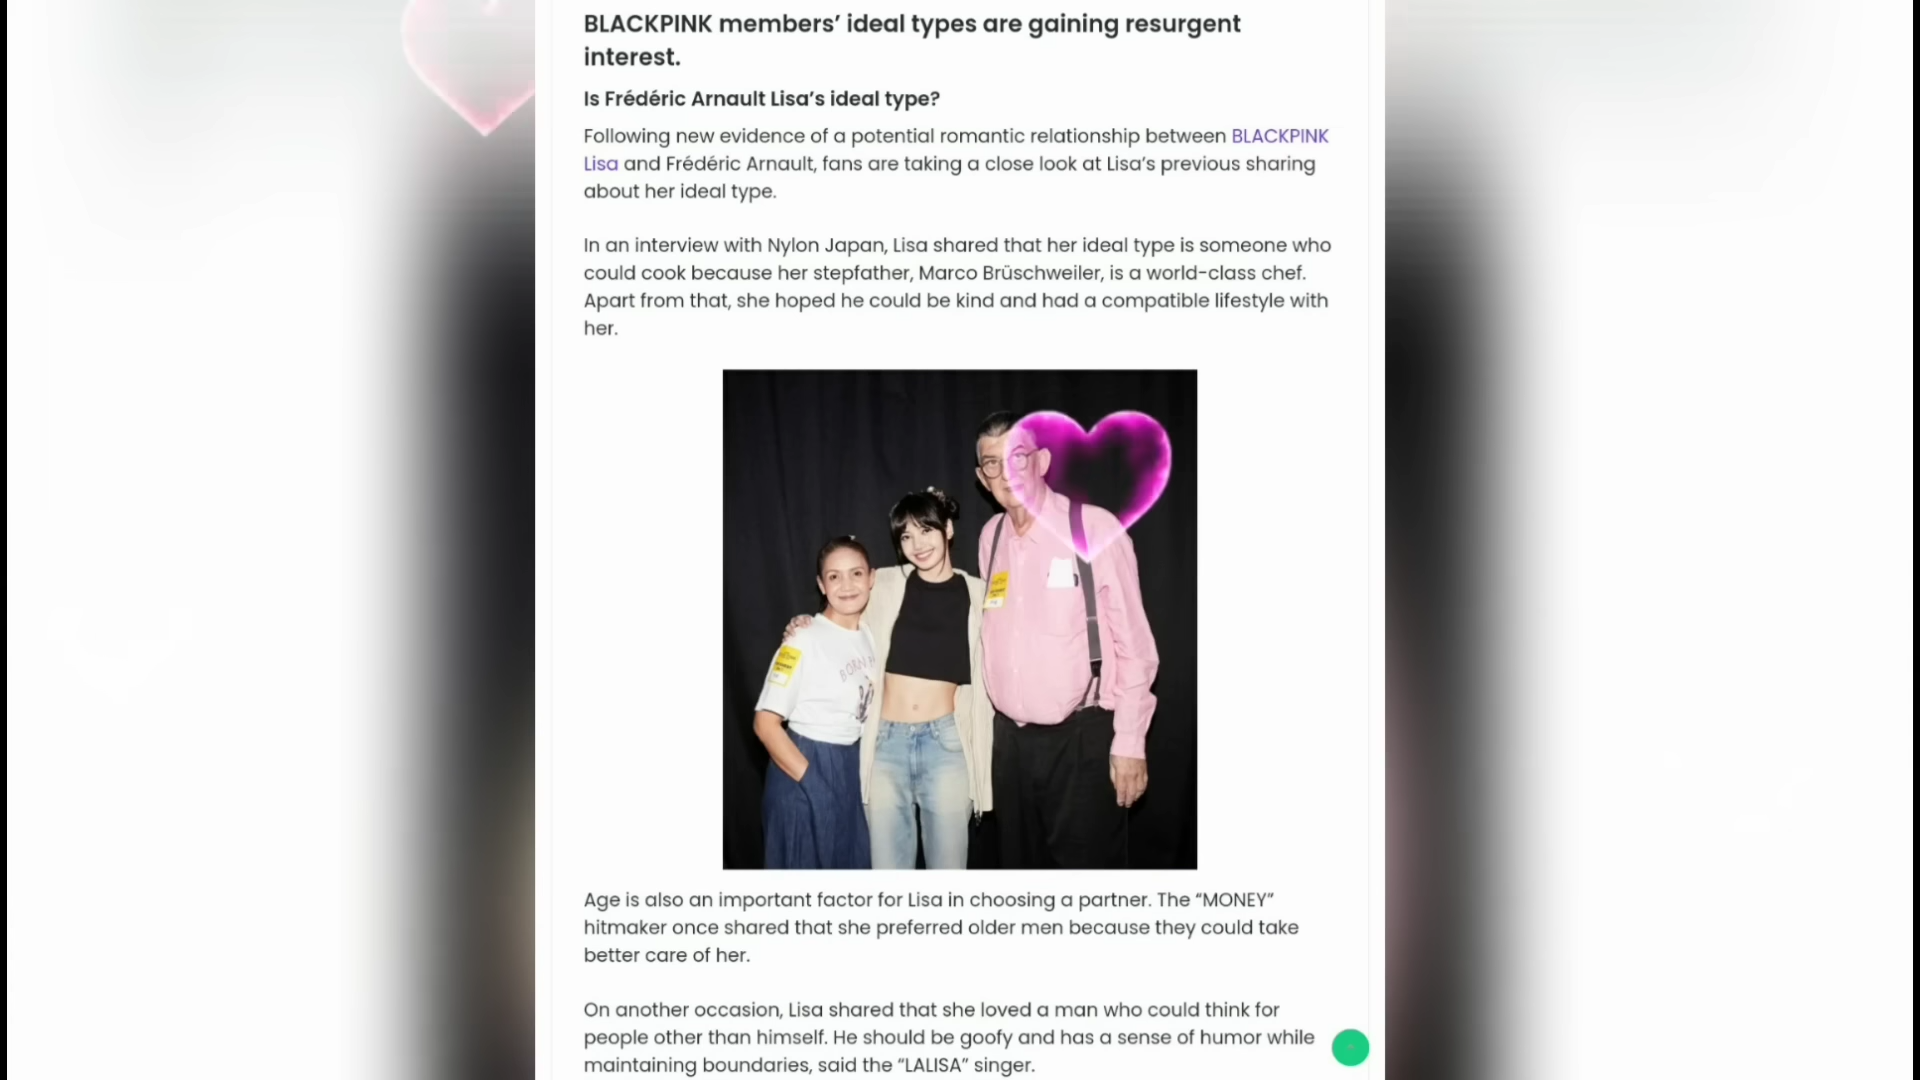 BLACKPINK members’ ideal types are gaining resurgent
interest.
Is Frédéric Arnault Lisa’s ideal type?
Following new evidence of a potential romantic relationship between BLACKPINK
Lisa and Frédéric Arnault, fans are taking a close look at Lisa’s previous sharing
about her ideal type.
In an interview with Nylon Japan, Lisa shared that her ideal type is someone who
could cook because her stepfather, Marco Brüschweiler, is a world-class chef.
Apart from that, she hoped he could be kind and had a compatible lifestyle with
her.
BORN
Age is also an important factor for Lisa in choosing a partner. The “MONEY”
hitmaker once shared that she preferred older men because they could take
better care of her.
On another occasion, Lisa shared that she loved a man who could think for
people other than himself. He should be goofy and has a sense of humor while
maintaining boundaries, said the “LALISA” singer.